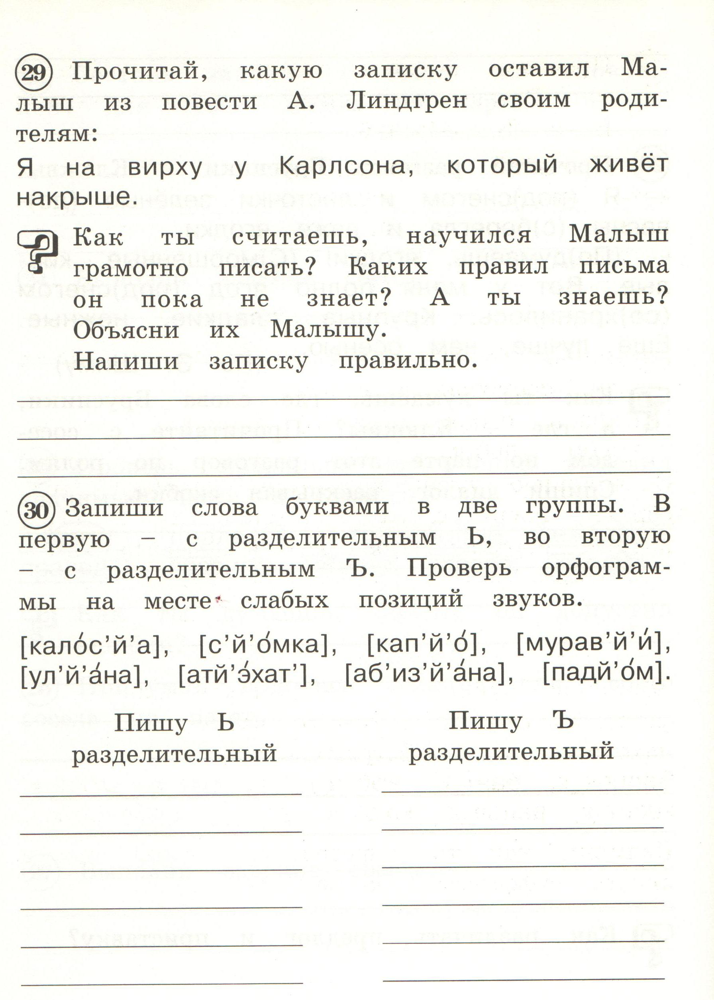 29 Прочитай, какую записку оставил Ма-
лыш из повести А. Линдгрен своим роди-
телям:
Я на вирху у Карлсона, который живёт
накрыше.
Как ты считаешь, научился Малыш
грамотно писать? Каких правил письма
он пока не знает? А ты знаешь?
Объясни их Малышу.
Напиши записку правильно.
30 Запиши слова буквами в две группы. В
первую – с разделительным Ь, во вторую
– с разделительным Ъ. Проверь орфограм-
мы на месте слабых позиций звуков.
[кало́с’й’а], [с’й’о́мка], [кап’й’о́], [мурав’й’и́],
[ул’й’а́на], [атй’э́хат’], [аб’из’й’а́на], [падй’о́м].
Пишу Ь
разделительный
Пишу Ъ
разделительный